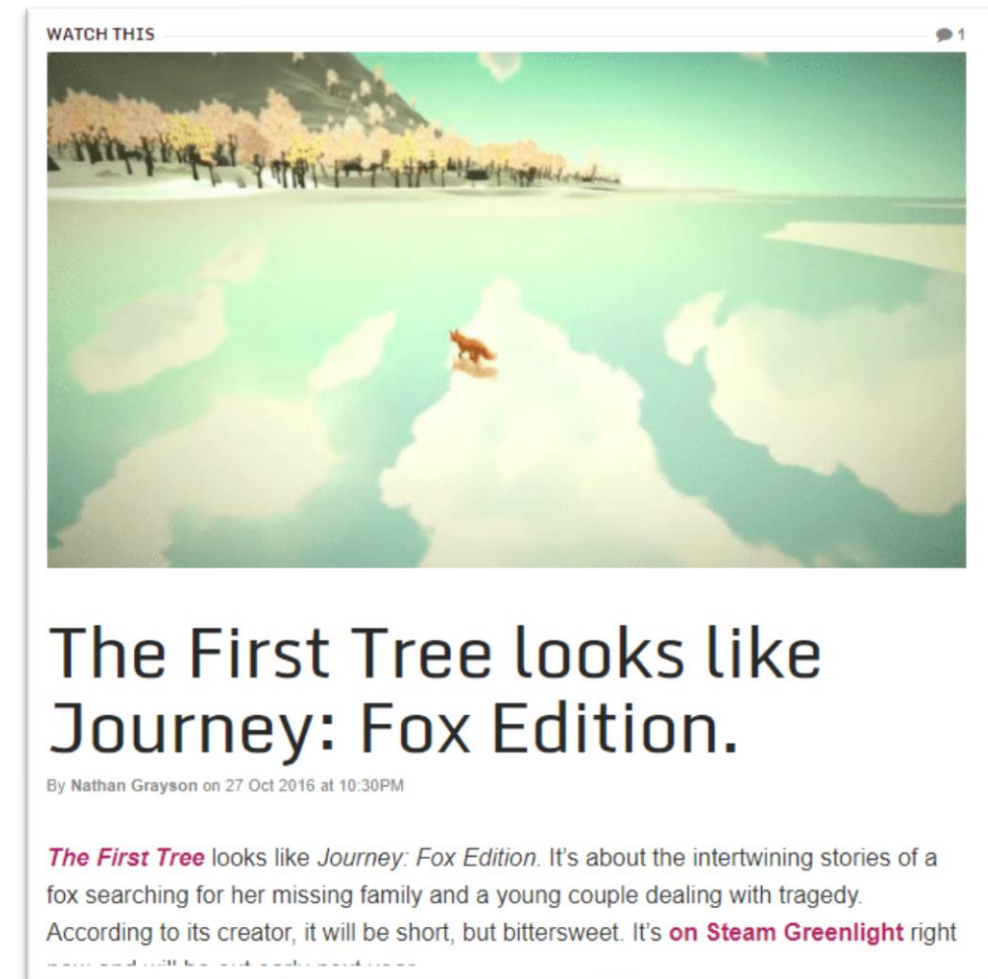 WATCH THIS 1
The First Tree looks like
Journey: Fox Edition.
By Nathan Grayson on 27 Oct 2016 at 10:30PM
The First Tree looks like Journey: Fox Edition. It's about the intertwining stories of a
fox searching for her missing family and a young couple dealing with tragedy.
According to its creator, it will be short, but bittersweet. It's on Steam Greenlight right